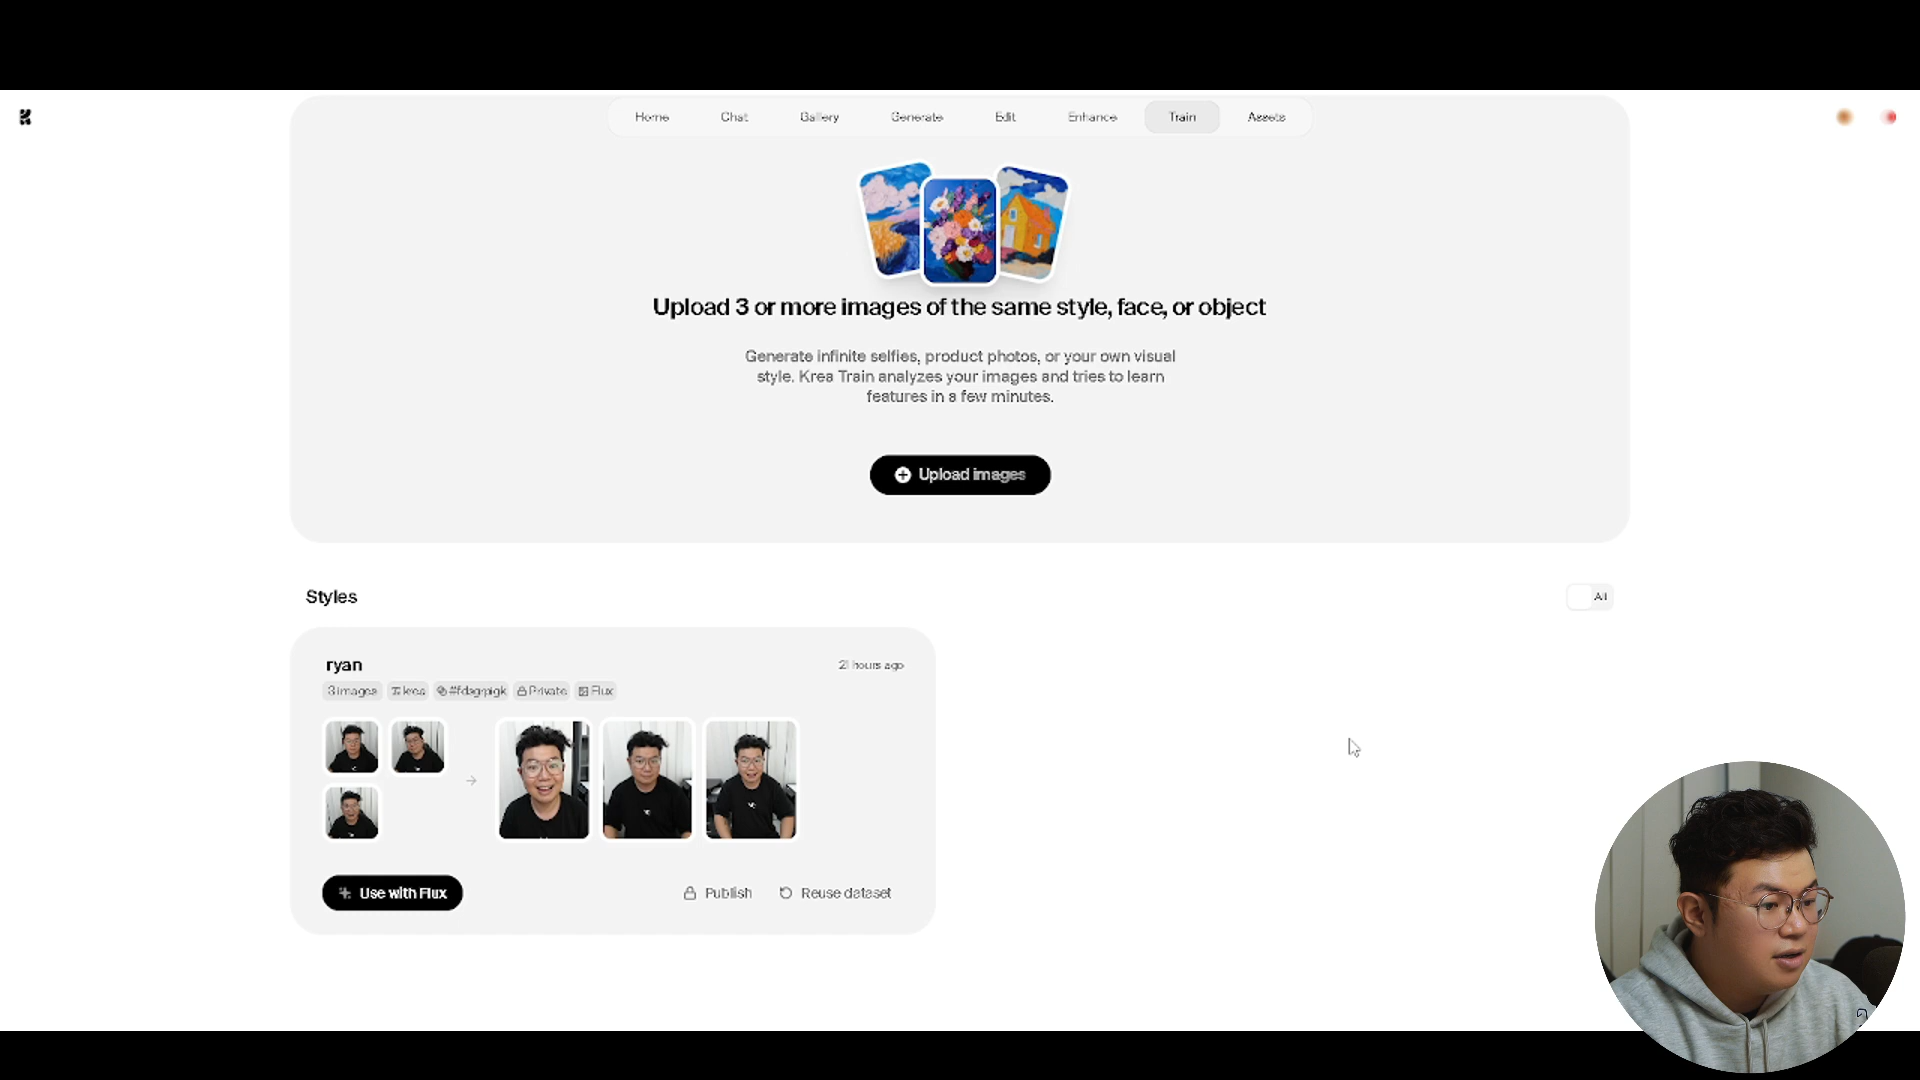 Home Chat Gallery Generate Edit Enhance Train Assets
Upload 3 or more images of the same style, face, or object
Generate infinite selfies, product photos, or your own visual
style. Krea Train analyzes your images and tries to learn
features in a few minutes.
Upload images
Styles
All
ryan
21 hours ago
3 images krea #fdagrpigk Private Flux
Use with Flux
Publish
Reuse dataset